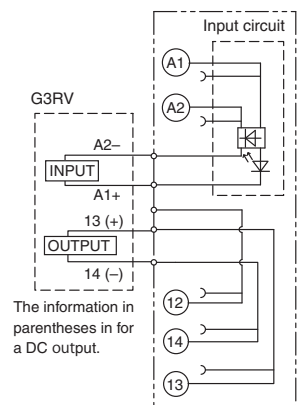 Input circuit
A1
A2
G3RV
A2–
INPUT
A1+
13 (+)
OUTPUT
14 (–)
The information in
parentheses in for
a DC output.
12
14
13